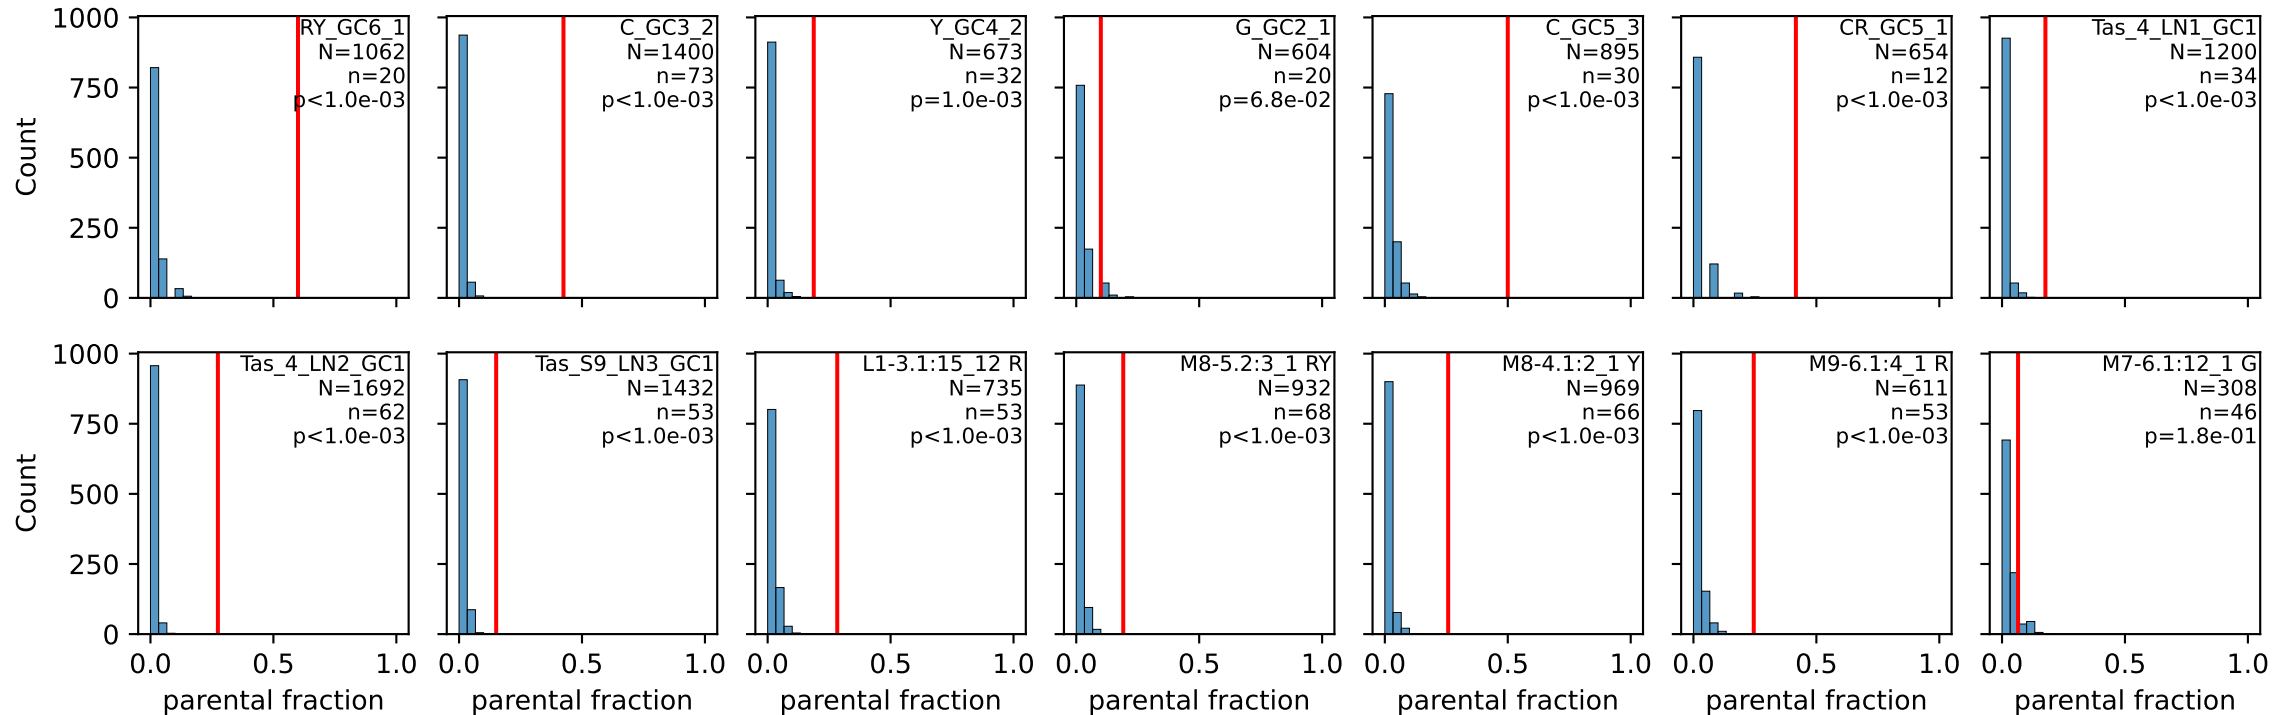 1000
750
500
250
0
Count
RY_GC6_1
N=1062
n=20
p<1.0e-03
C_GC3_2
N=1400
n=73
p<1.0e-03
Y_GC4_2
N=673
n=32
p=1.0e-03
G_GC2_1
N=604
n=20
p=6.8e-02
C_GC5_3
N=895
n=30
p<1.0e-03
CR_GC5_1
N=654
n=12
p<1.0e-03
Tas_4_LN1_GC1
N=1200
n=34
p<1.0e-03
1000
750
500
250
0
Count
Tas_4_LN2_GC1
N=1692
n=62
p<1.0e-03
0.0 0.5 1.0
parental fraction
Tas_S9_LN3_GC1
N=1432
n=53
p<1.0e-03
0.0 0.5 1.0
parental fraction
L1-3.1:15_12 R
N=735
n=53
p<1.0e-03
0.0 0.5 1.0
parental fraction
M8-5.2:3_1 RY
N=932
n=68
p<1.0e-03
0.0 0.5 1.0
parental fraction
M8-4.1:2_1 Y
N=969
n=66
p<1.0e-03
0.0 0.5 1.0
parental fraction
M9-6.1:4_1 R
N=611
n=53
p<1.0e-03
0.0 0.5 1.0
parental fraction
M7-6.1:12_1 G
N=308
n=46
p=1.8e-01
0.0 0.5 1.0
parental fraction